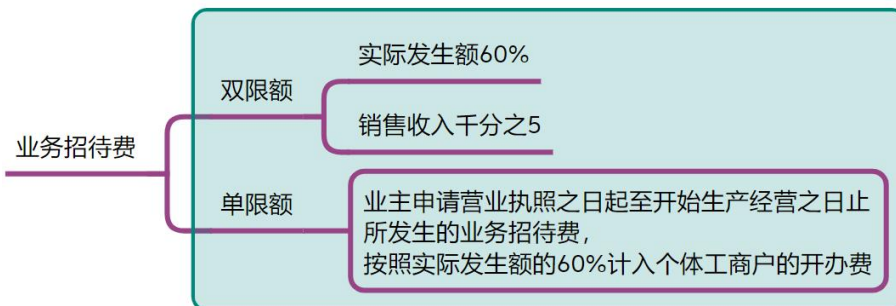 业务招待费
双限额
实际发生额60%
销售收入千分之5
单限额
业主申请营业执照之日起至开始生产经营之日止
所发生的业务招待费，
按照实际发生额的60%计入个体工商户的开办费